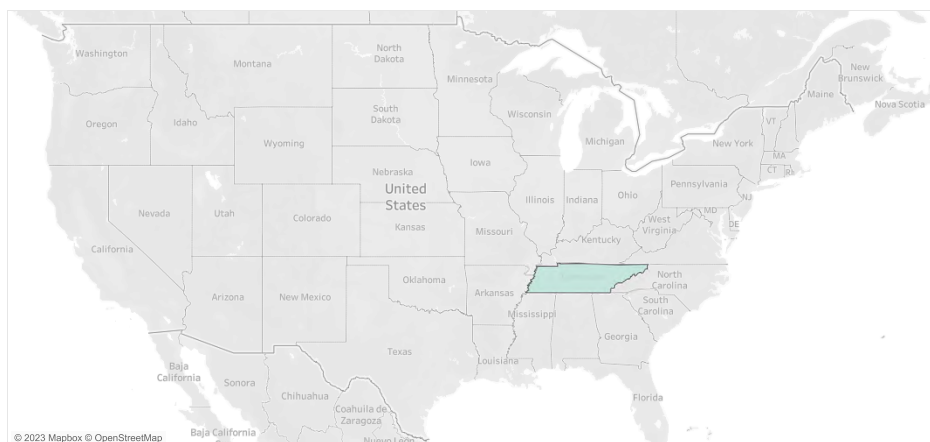 Washington
Montana
North
Dakota
Minnesota
New
Brunswick
Maine
Nova Scotia
Oregon
Idaho
South
Dakota
Wisconsin
Michigan
VT
New York
Wyoming
Iowa
MA
CT
Nebraska
United
States
Pennsylvania
NJ
Nevada
Utah
Colorado
Kansas
Illinois
Indiana
Ohio
MD
DE
West
Virginia
Missouri
Kentucky
California
Oklahoma
Arkansas
North
Carolina
Arizona
New Mexico
South
Carolina
Mississippi
Georgia
Texas
Louisiana
Baja
California
Sonora
Chihuahua
Coahuila de
Zaragoza
Florida
Baja California
Nuevo León
© 2023 Mapbox © OpenStreetMap